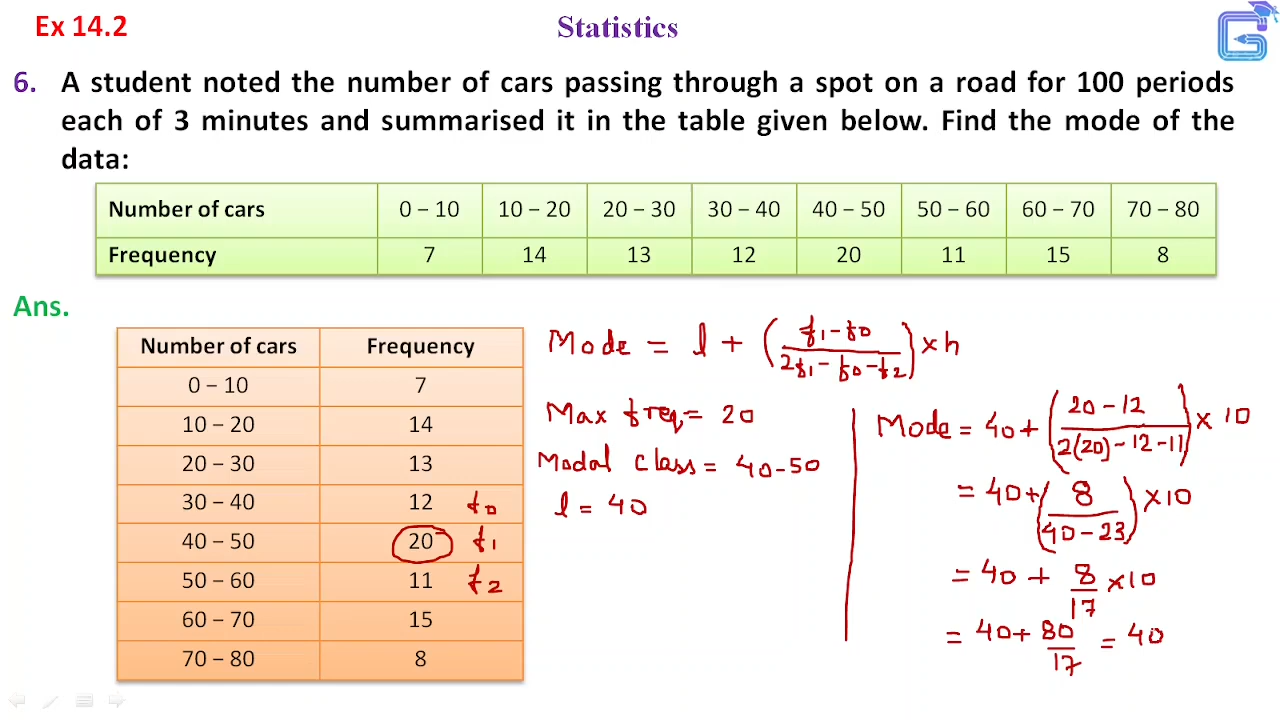 Ex 14.2
Statistics
6. A student noted the number of cars passing through a spot on a road for 100 periods
each of 3 minutes and summarised it in the table given below. Find the mode of the
data:
Number of cars 0 – 10 10 – 20 20 – 30 30 – 40 40 – 50 50 – 60 60 – 70 70 – 80
Frequency 7 14 13 12 20 11 15 8
Ans.
Number of cars Frequency
0 – 10 7
10 – 20 14
20 – 30 13
30 – 40 12 f0
40 – 50 20 f1
50 – 60 11 f2
60 – 70 15
70 – 80 8
Mode = l + (f1 - f0 / 2f1 - f0 - f2) × h
Max freq = 20
Modal class = 40 - 50
l = 40
Mode = 40 + (20 - 12 / 2(20) - 12 - 11) × 10
= 40 + (8 / 40 - 23) × 10
= 40 + 8/17 × 10
= 40 + 80/17 = 40